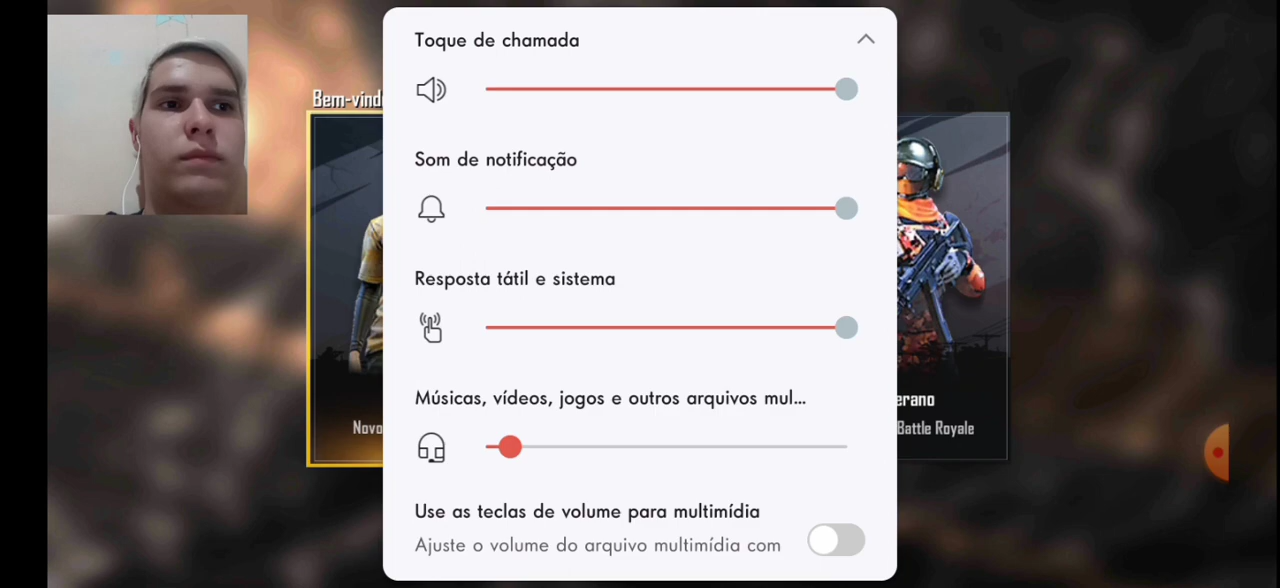 Toque de chamada
Bem-vind
Som de notificação
Resposta tátil e sistema
Músicas, vídeos, jogos e outros arquivos mul...
erano
Novo
Battle Royale
Use as teclas de volume para multimídia
Ajuste o volume do arquivo multimídia com